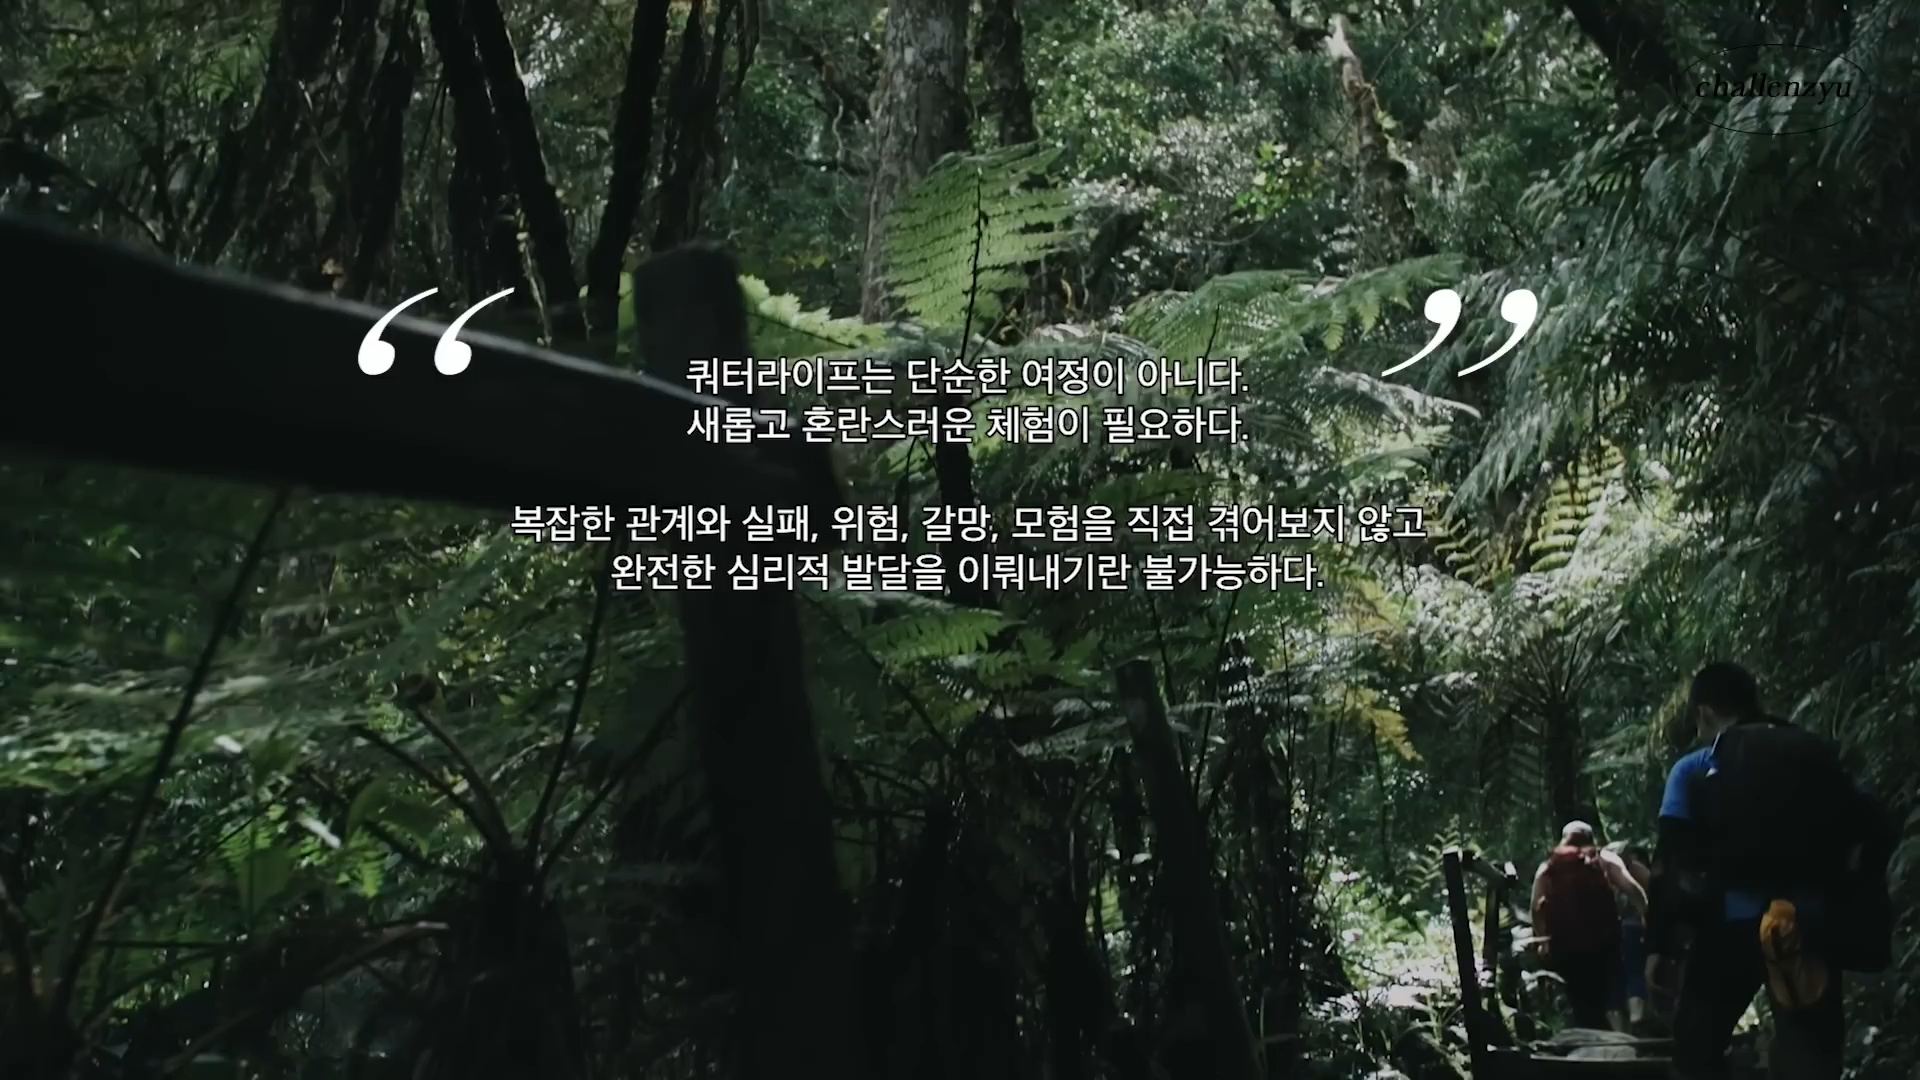 challenzyu
“ ”
쿼터라이프는 단순한 여정이 아니다.
새롭고 혼란스러운 체험이 필요하다.
복잡한 관계와 실패, 위험, 갈망, 모험을 직접 겪어보지 않고
완전한 심리적 발달을 이뤄내기란 불가능하다.